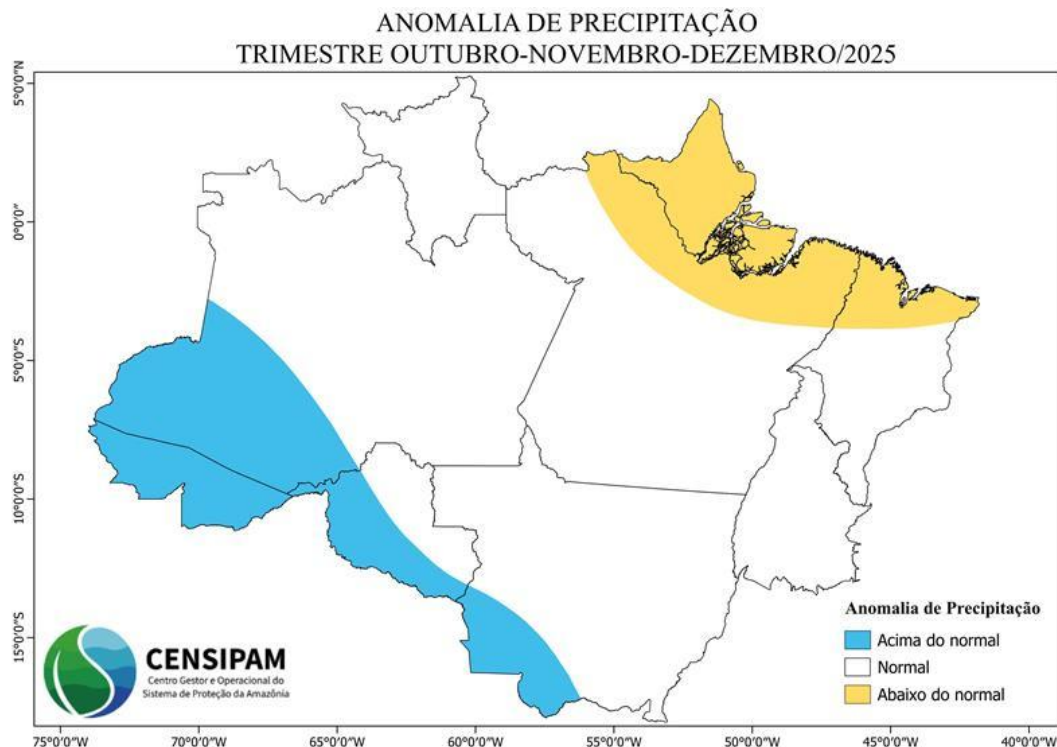 ANOMALIA DE PRECIPITAÇÃO
TRIMESTRE OUTUBRO-NOVEMBRO-DEZEMBRO/2025
5°0'0"N
0°0'0"
5°0'0"S
10°0'0"S
15°0'0"S
CENSIPAM
Centro Gestor e Operacional do
Sistema de Proteção da Amazônia
Anomalia de Precipitação
Acima do normal
Normal
Abaixo do normal
75°0'0"W 70°0'0"W 65°0'0"W 60°0'0"W 55°0'0"W 50°0'0"W 45°0'0"W 40°0'0"W